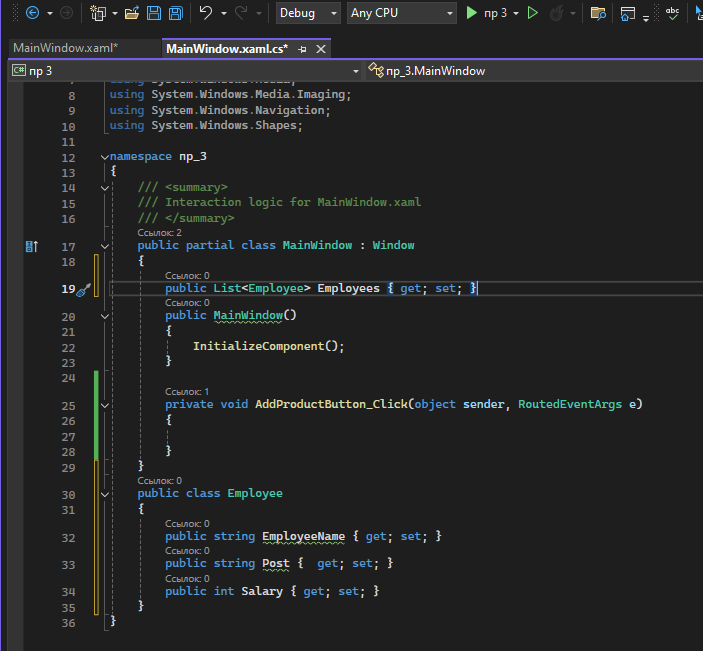 Debug Any CPU пр 3 abc
MainWindow.xaml* MainWindow.xaml.cs*
C# пр 3 np_3.MainWindow
8 using System.Windows.Media.Imaging;
9 using System.Windows.Navigation;
10 using System.Windows.Shapes;
11
12 namespace np_3
13 {
14 /// <summary>
15 /// Interaction logic for MainWindow.xaml
16 /// </summary>
Ссылок: 2
17 public partial class MainWindow : Window
18 {
Ссылок: 0
19 public List<Employee> Employees { get; set; }
Ссылок: 0
20 public MainWindow()
21 {
22 InitializeComponent();
23 }
24
Ссылок: 1
25 private void AddProductButton_Click(object sender, RoutedEventArgs e)
26 {
27
28 }
29 }
Ссылок: 0
30 public class Employee
31 {
Ссылок: 0
32 public string EmployeeName { get; set; }
Ссылок: 0
33 public string Post {  get; set; }
Ссылок: 0
34 public int Salary { get; set; }
35 }
36 }